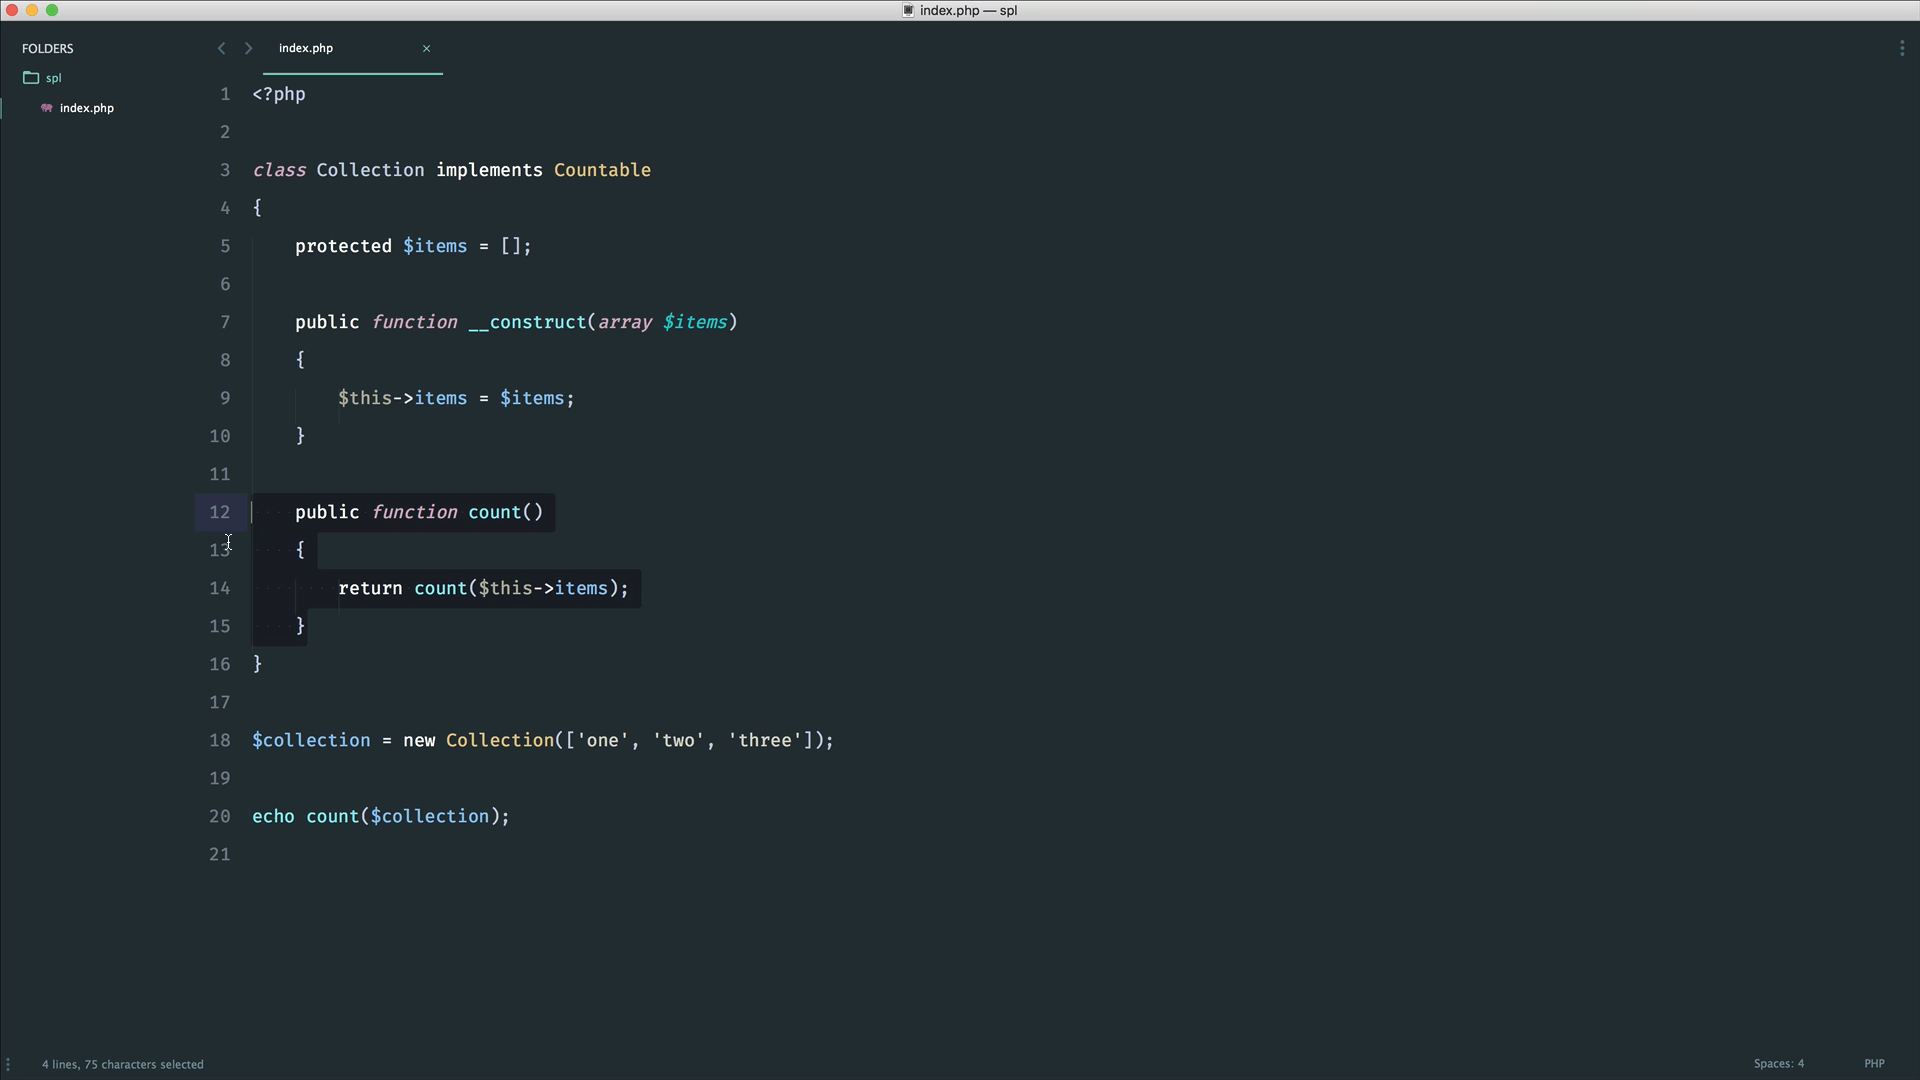 index.php — spl
FOLDERS
spl
index.php
index.php
1 <?php
2
3 class Collection implements Countable
4 {
5     protected $items = [];
6
7     public function __construct(array $items)
8     {
9         $this->items = $items;
10     }
11
12     public function count()
13     {
14         return count($this->items);
15     }
16 }
17
18 $collection = new Collection(['one', 'two', 'three']);
19
20 echo count($collection);
21
4 lines, 75 characters selected
Spaces: 4
PHP